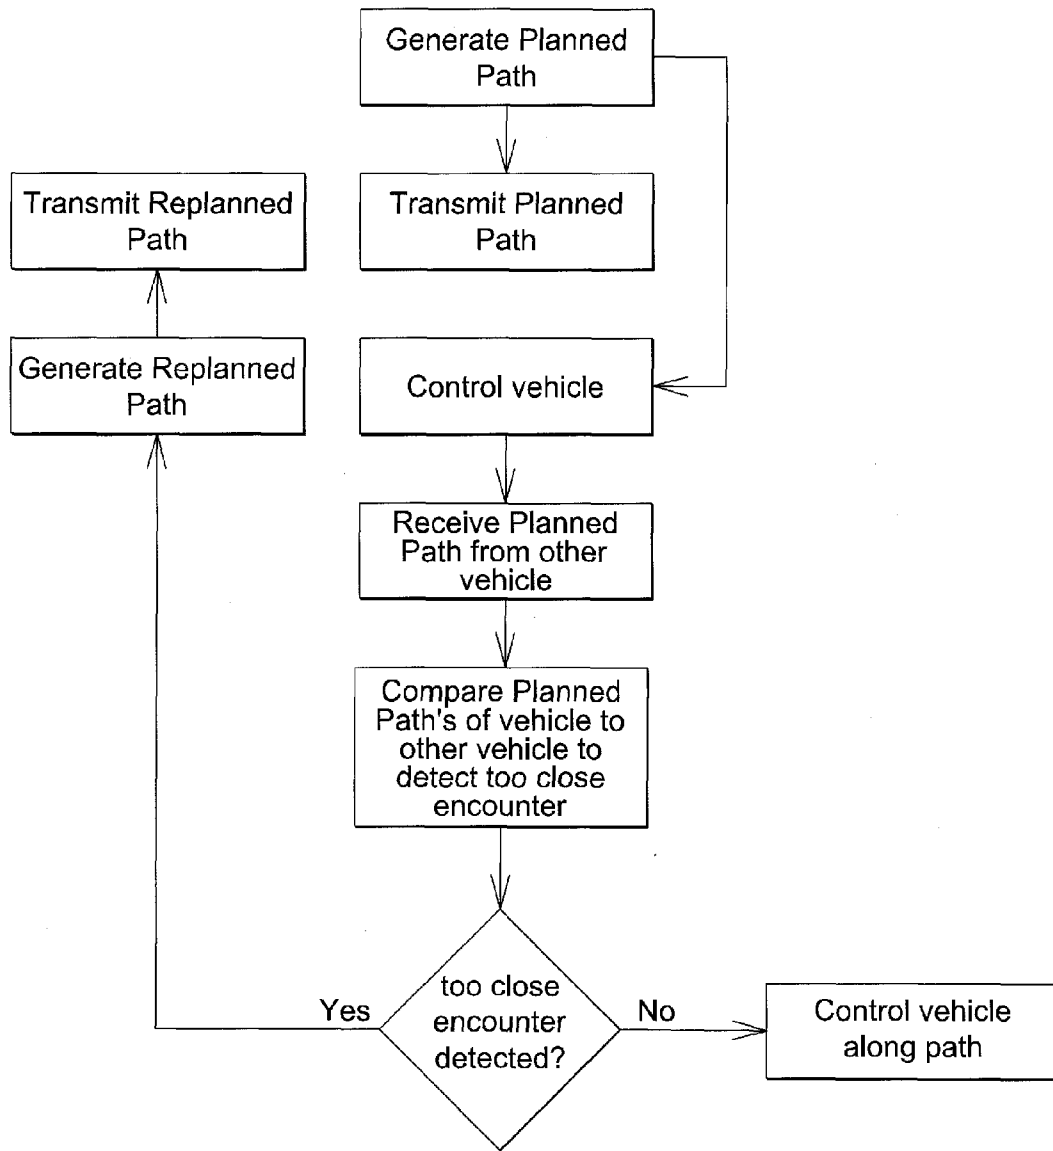 Generate Planned
Path
Transmit Replanned
Path
Transmit Planned
Path
Generate Replanned
Path
Control vehicle
Receive Planned
Path from other
vehicle
Compare Planned
Path's of vehicle to
other vehicle to
detect too close
encounter
too close
encounter
detected?
Yes
No
Control vehicle
along path